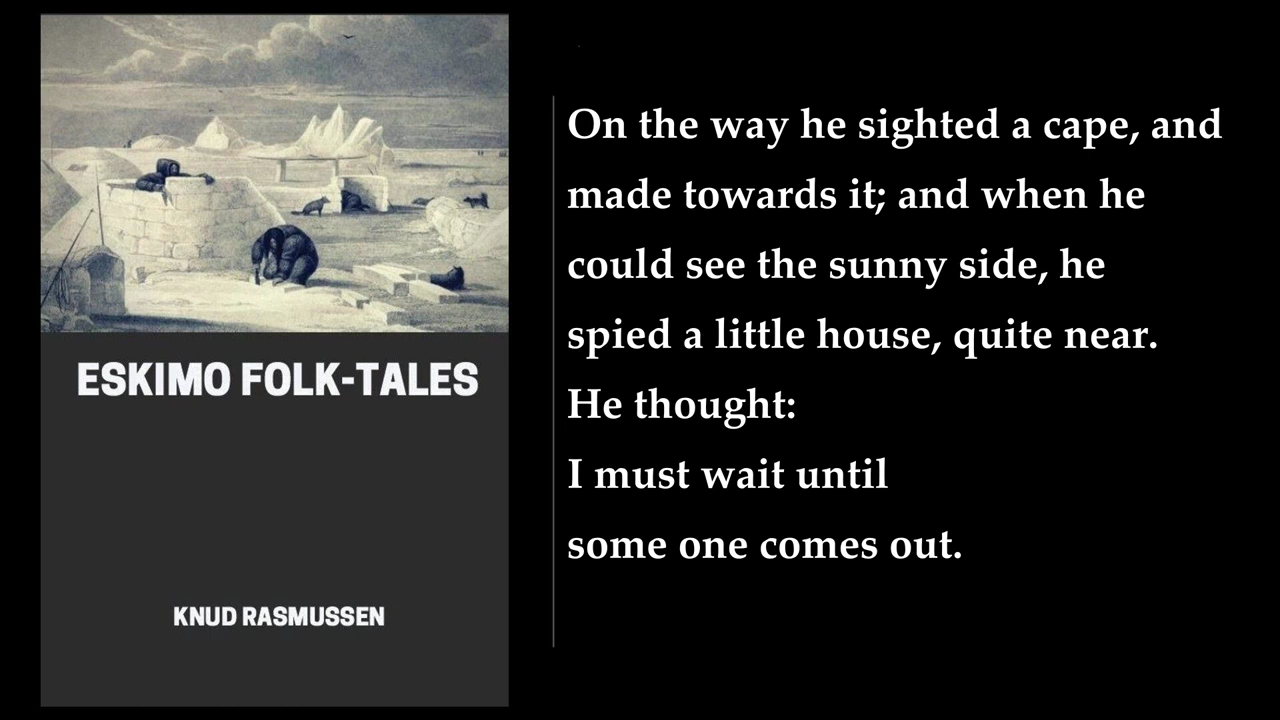 ESKIMO FOLK-TALES
KNUD RASMUSSEN
On the way he sighted a cape, and
made towards it; and when he
could see the sunny side, he
spied a little house, quite near.
He thought:
I must wait until
some one comes out.